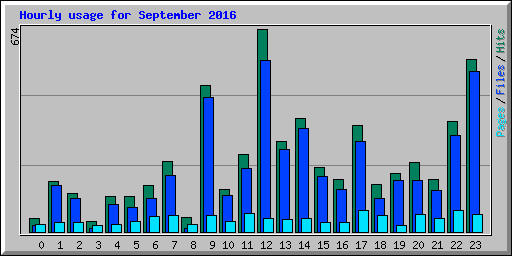 Hourly usage for September 2016
674
Pages / Files / Hits
0 1 2 3 4 5 6 7 8 9 10 11 12 13 14 15 16 17 18 19 20 21 22 23